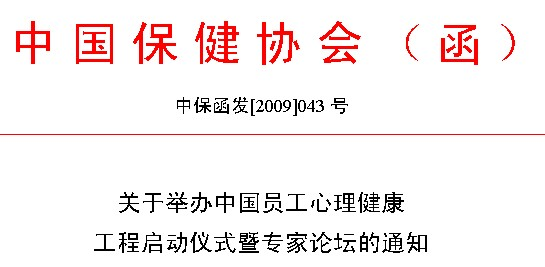 中国保健协会（函）
中保函发[2009]043 号
关于举办中国员工心理健康
工程启动仪式暨专家论坛的通知